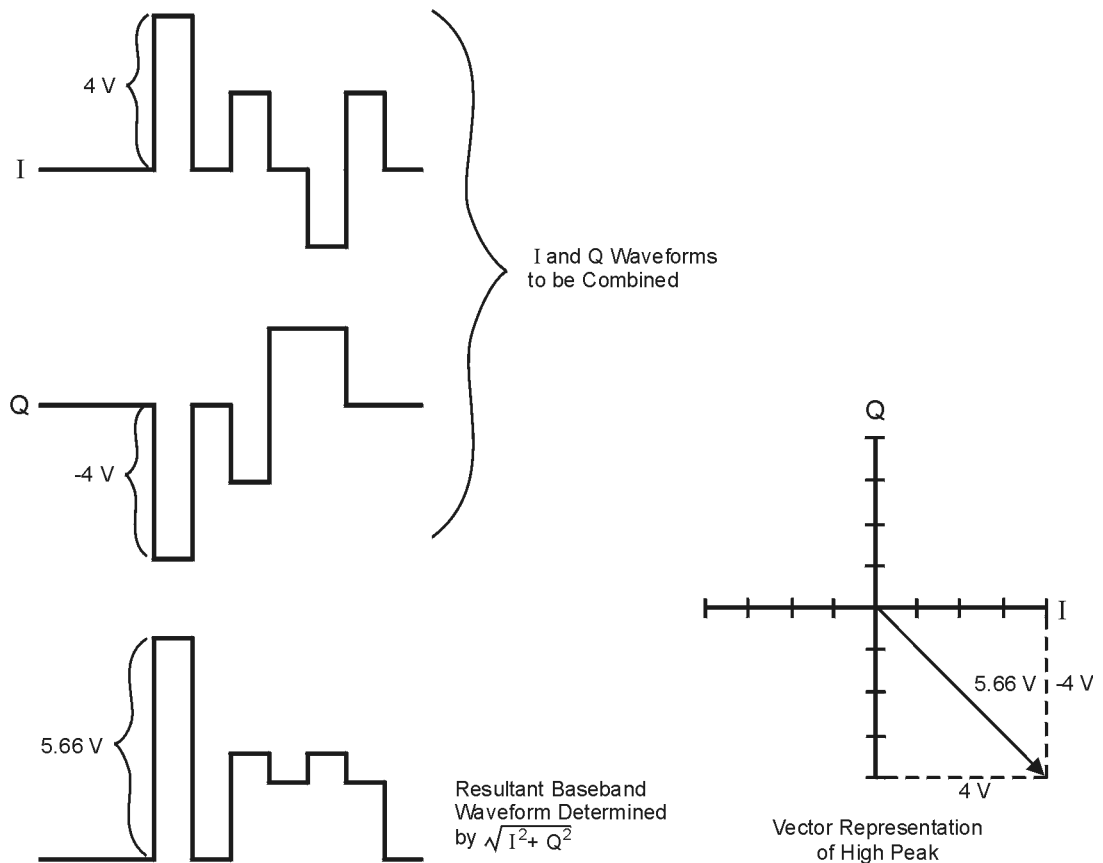 4 V
I
I and Q Waveforms
to be Combined
Q
-4 V
Q
I
5.66 V
-4 V
4 V
5.66 V
Resultant Baseband
Waveform Determined
by √I²+ Q²
Vector Representation
of High Peak